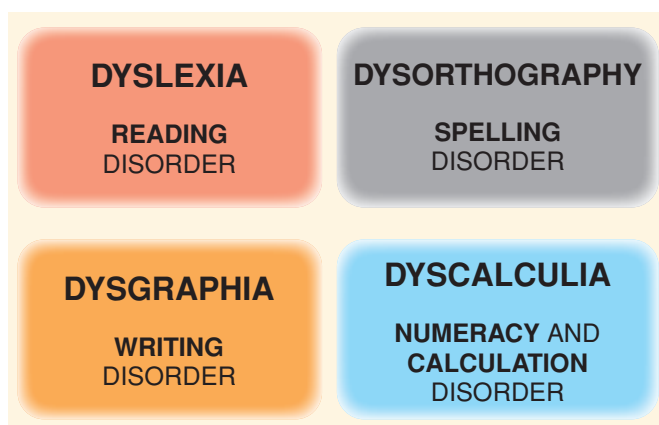 DYSLEXIA
READING
DISORDER
DYSORTHOGRAPHY
SPELLING
DISORDER
DYSGRAPHIA
WRITING
DISORDER
DYSCALCULIA
NUMERACY AND
CALCULATION
DISORDER